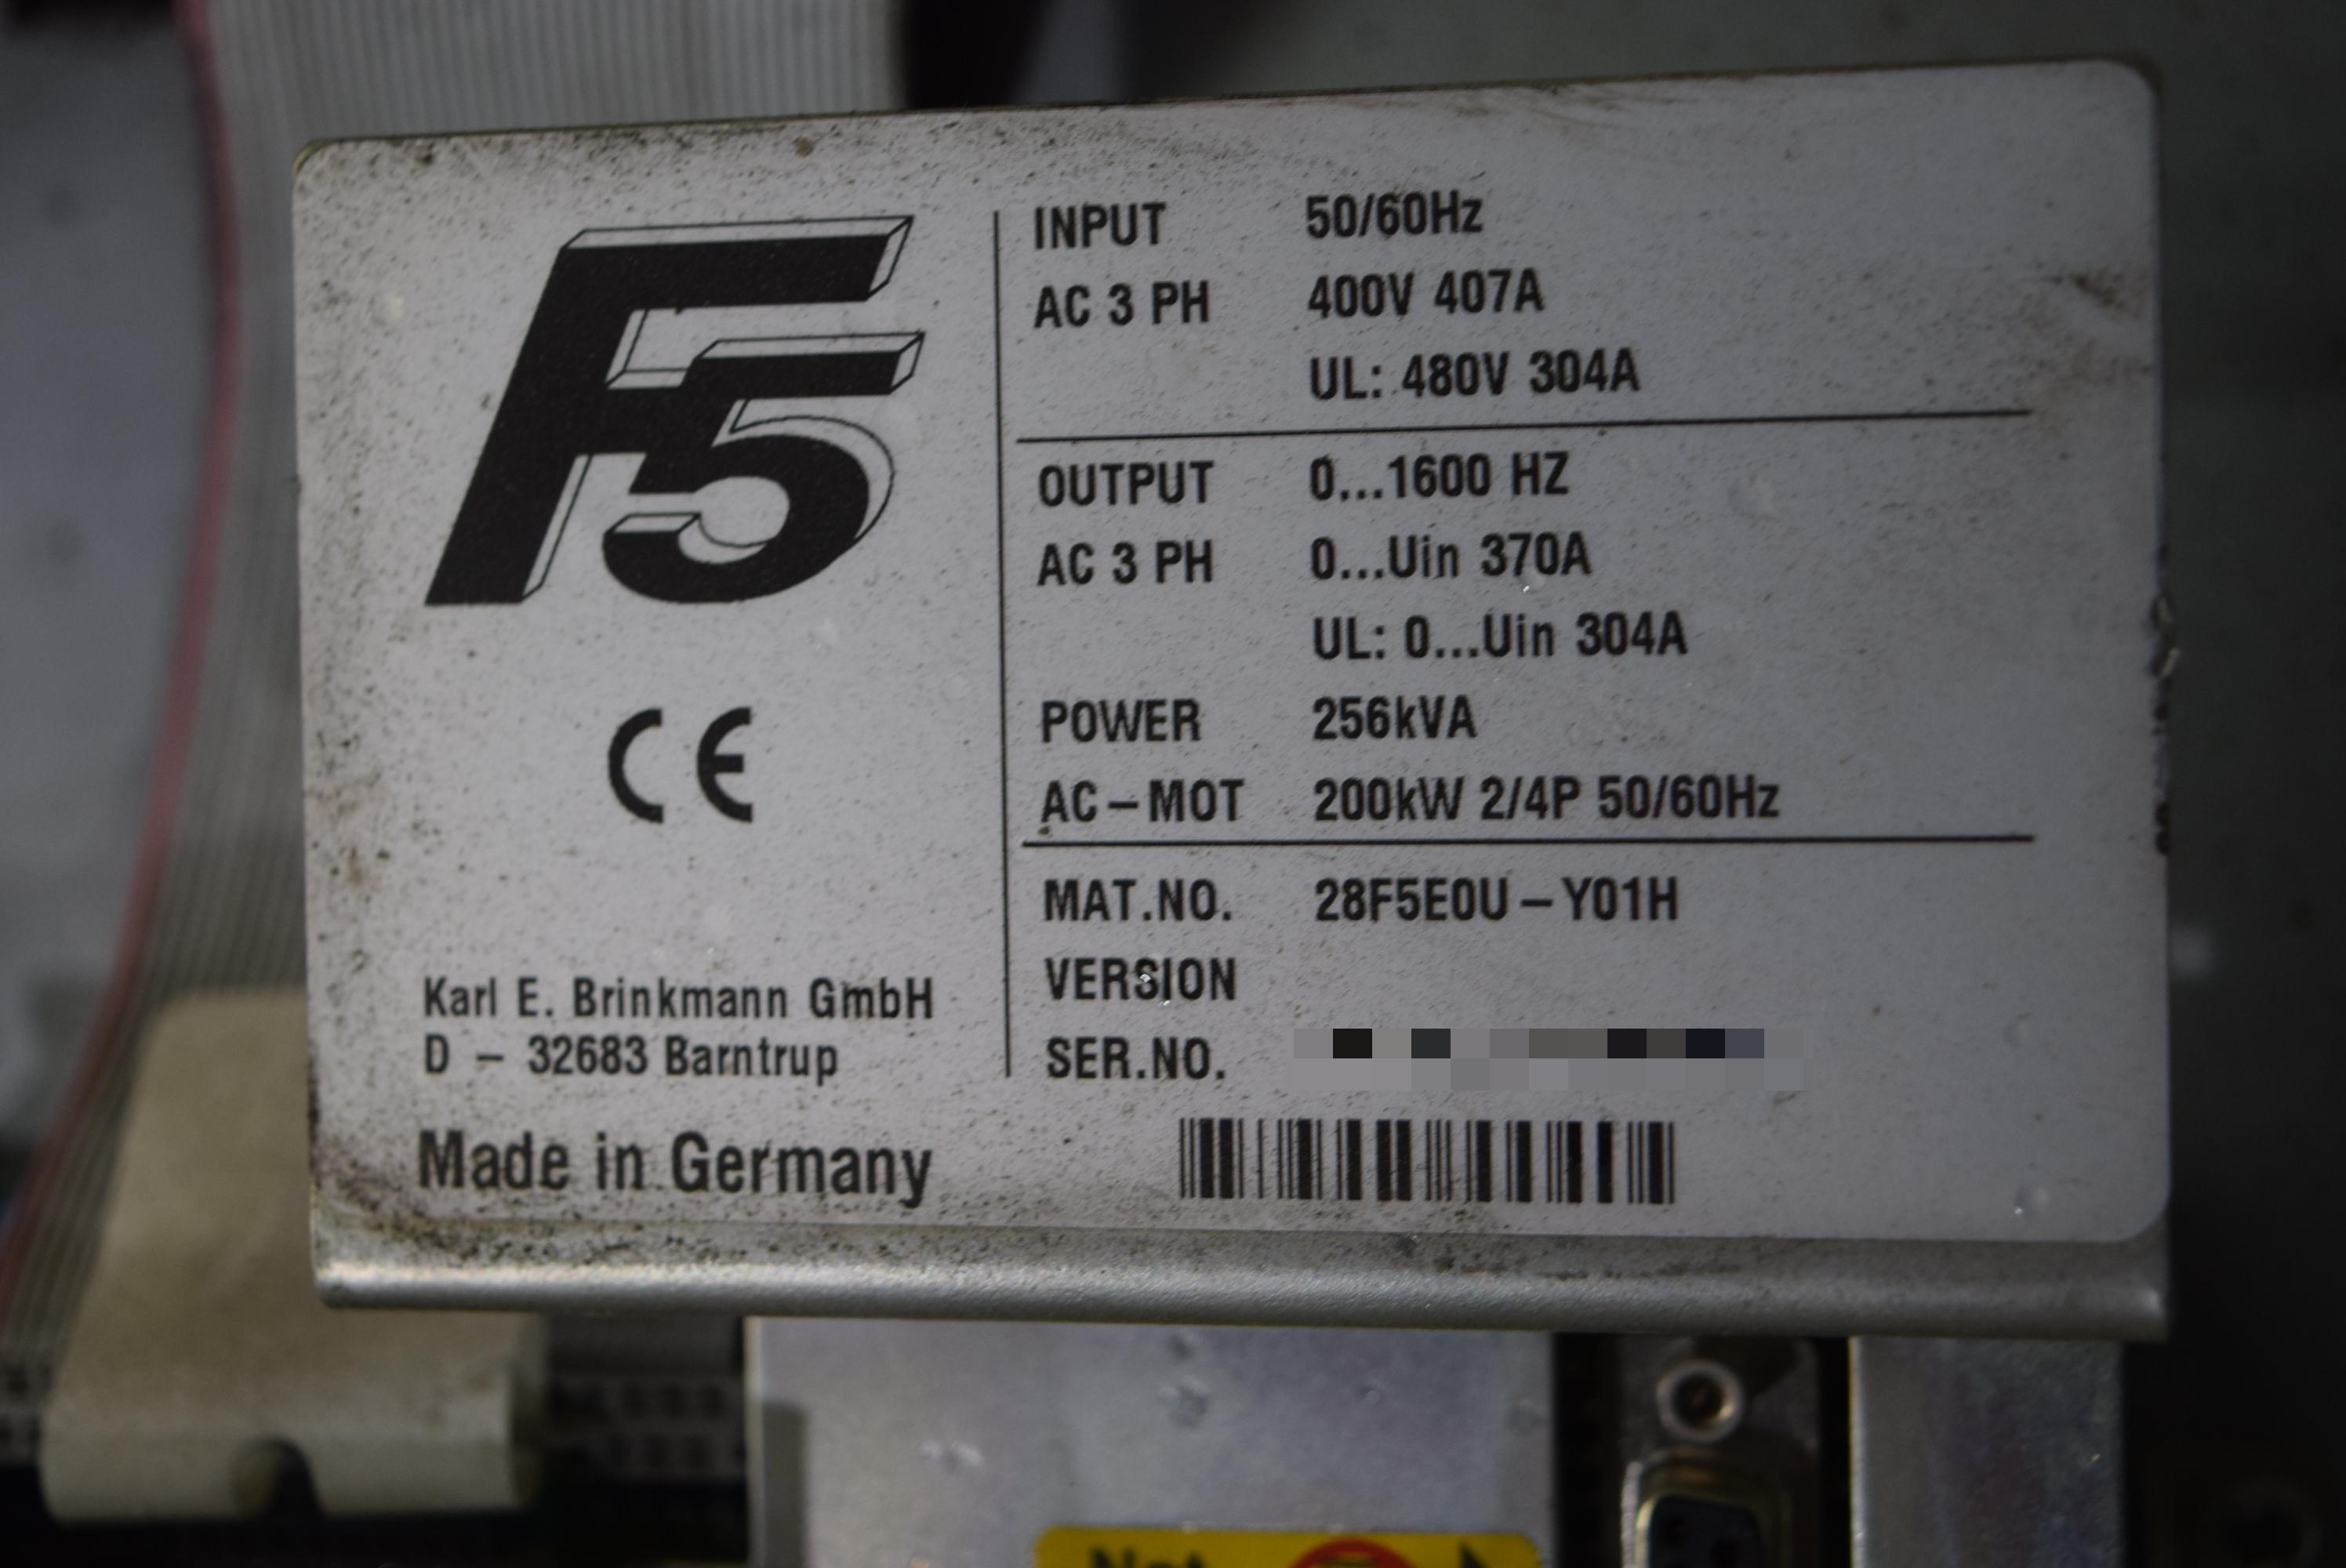 F5
CE
Karl E. Brinkmann GmbH
D – 32683 Barntrup
Made in Germany
INPUT 50/60Hz
AC 3 PH 400V 407A
UL: 480V 304A
OUTPUT 0...1600 HZ
AC 3 PH 0...Uin 370A
UL: 0...Uin 304A
POWER 256kVA
AC–MOT 200kW 2/4P 50/60Hz
MAT.NO. 28F5E0U–Y01H
VERSION
SER.NO.